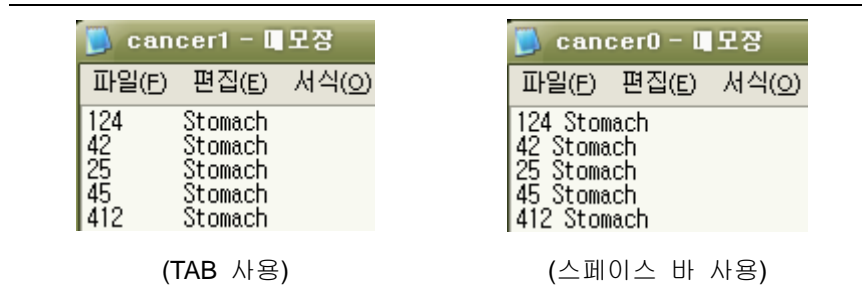 cancer1 - 메모장
파일(F) 편집(E) 서식(O)
124 Stomach
42 Stomach
25 Stomach
45 Stomach
412 Stomach
(TAB 사용)
cancer0 - 메모장
파일(F) 편집(E) 서식(O)
124 Stomach
42 Stomach
25 Stomach
45 Stomach
412 Stomach
(스페이스 바 사용)